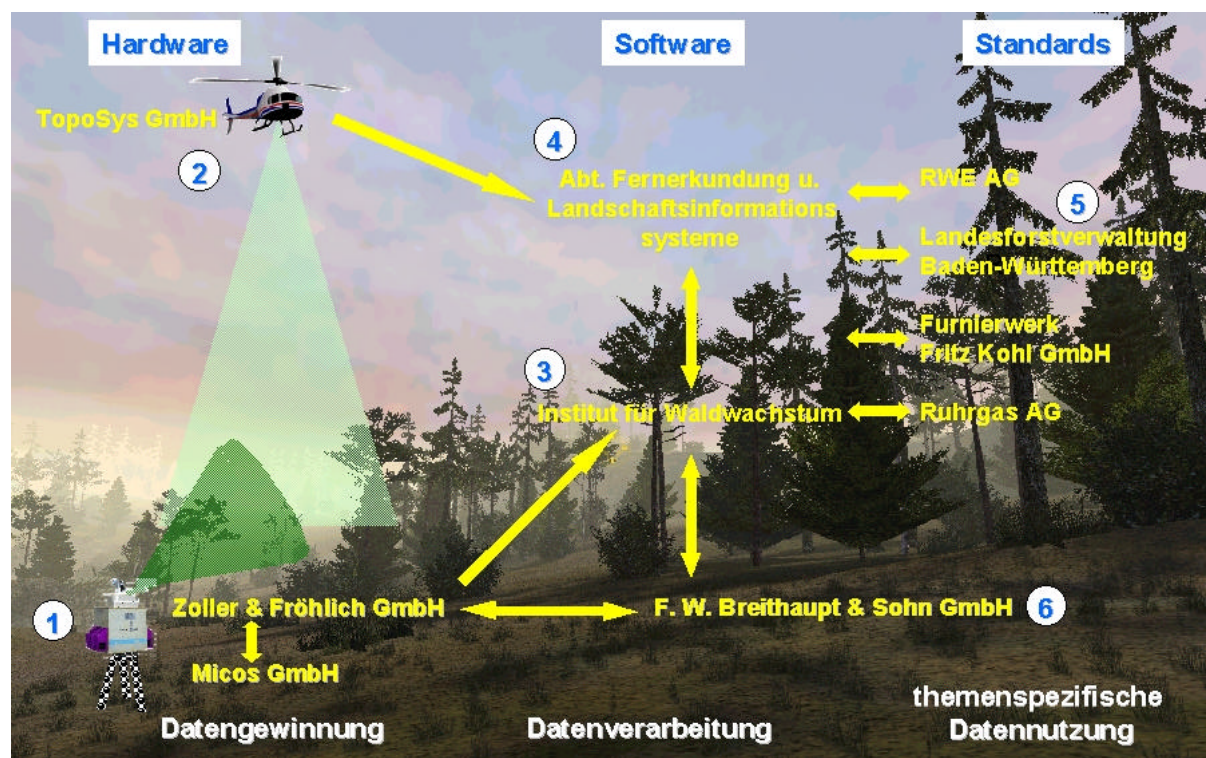 Hardware
Software
Standards
TopoSys GmbH
2
4
Abt. Fernerkundung u.
Landschaftsinformations
systeme
RWE AG
5
Landesforstverwaltung
Baden-Württemberg
Furnierwerk
Fritz Kohl GmbH
3
Institut für Waldwachstum
Ruhrgas AG
1
Zoller & Fröhlich GmbH
F. W. Breithaupt & Sohn GmbH
6
Micos GmbH
Datengewinnung
Datenverarbeitung
themenspezifische
Datennutzung